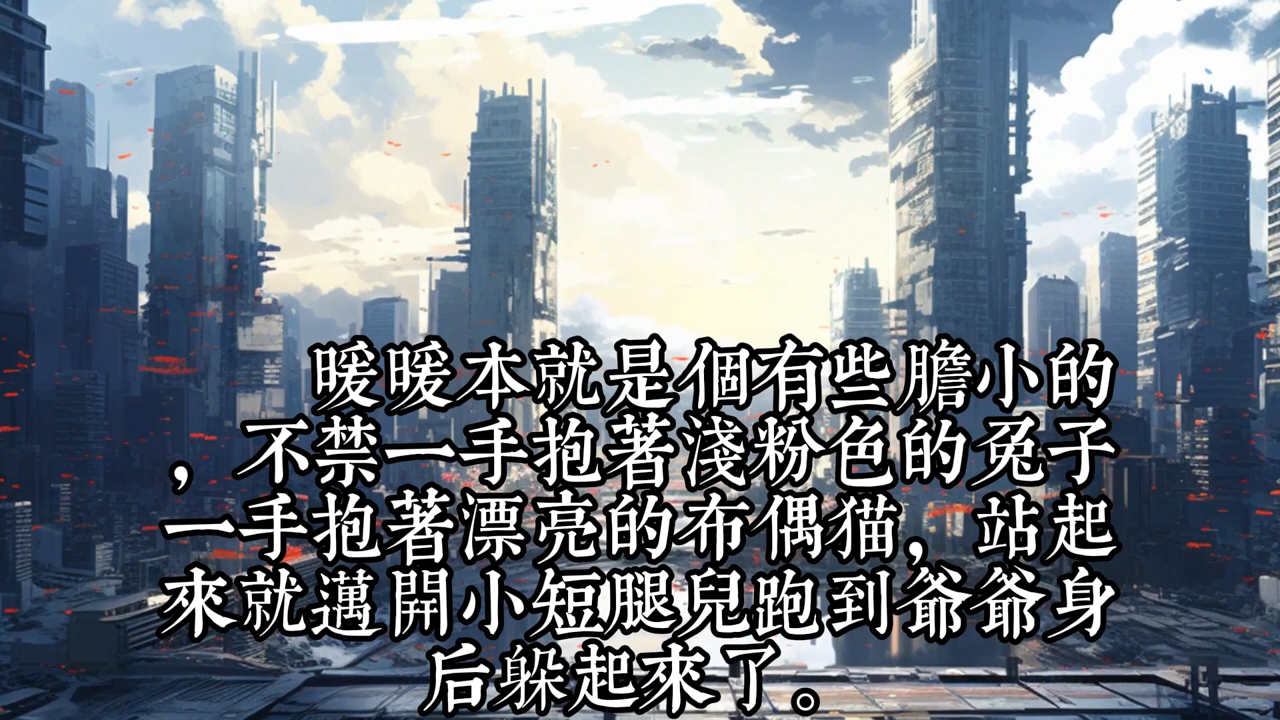 暖暖本就是個有些膽小的
，不禁一手抱著淺粉色的兔子
一手抱著漂亮的布偶猫，站起
來就邁開小短腿兒跑到爺爺身
后躲起來了。